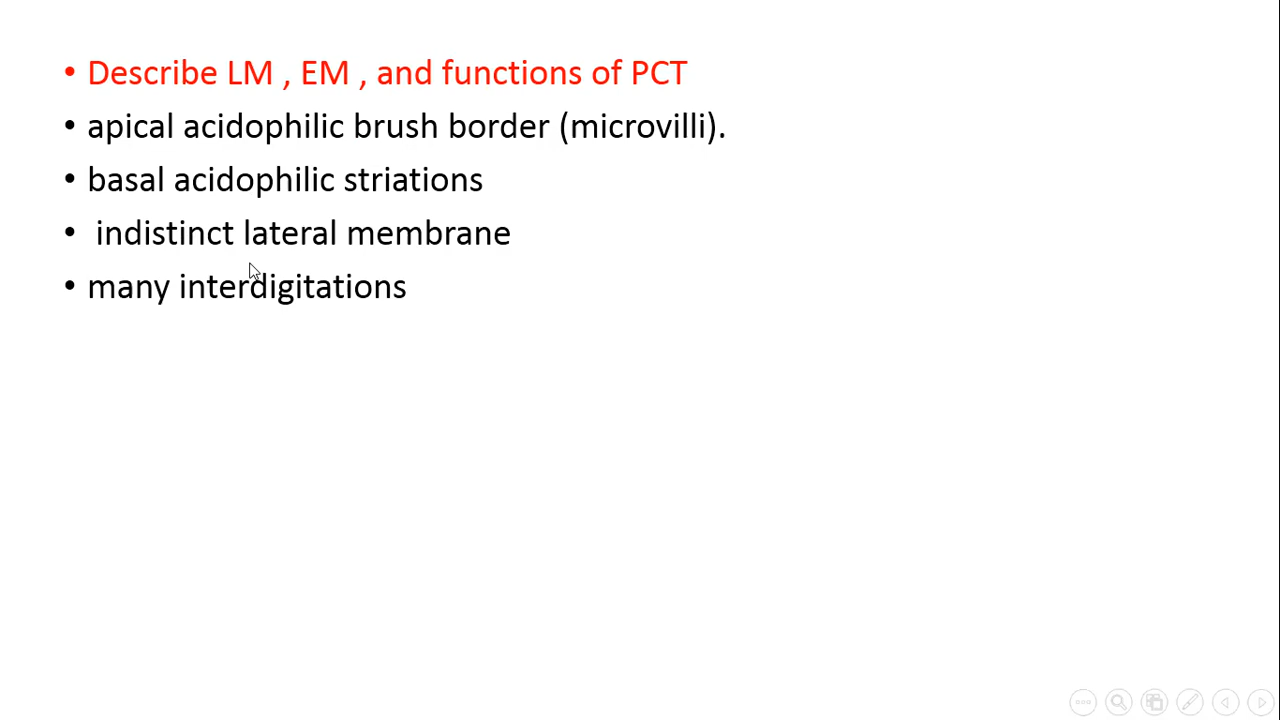 • Describe LM , EM , and functions of PCT
• apical acidophilic brush border (microvilli).
• basal acidophilic striations
• indistinct lateral membrane
• many interdigitations